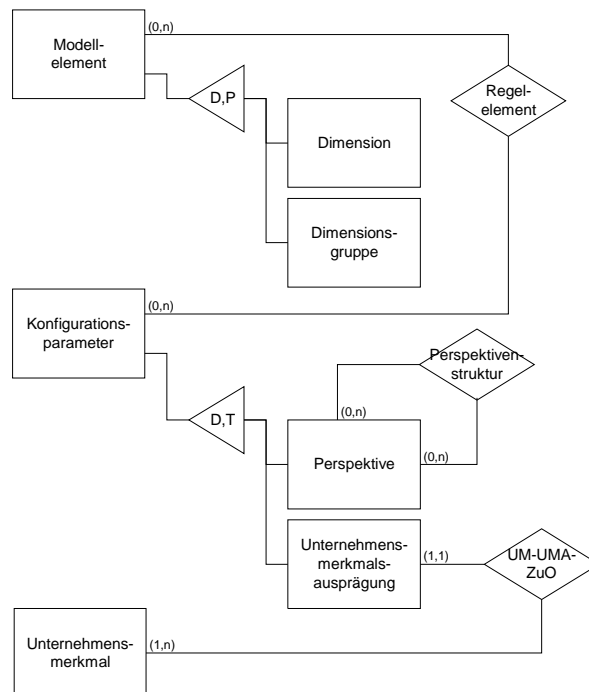 (0,n)
Modell-
element
D,P
Regel-
element
Dimension
Dimensions-
gruppe
(0,n)
Konfigurations-
parameter
Perspektiven-
struktur
D,T
(0,n)
Perspektive
(0,n)
Unternehmens-
merkmals-
ausprägung
(1,1)
UM-UMA-
ZuO
Unternehmens-
merkmal
(1,n)